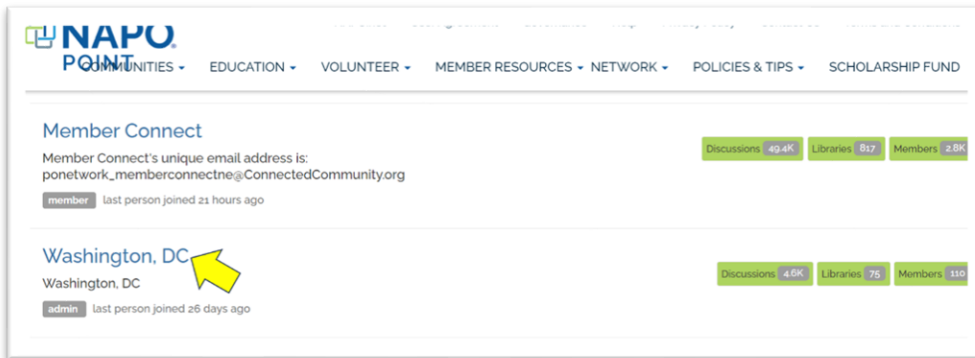 NAPO
POINT
COMMUNITIES EDUCATION VOLUNTEER MEMBER RESOURCES NETWORK POLICIES & TIPS SCHOLARSHIP FUND
Member Connect
Discussions 49.4K Libraries 817 Members 2.8K
Member Connect's unique email address is:
ponetwork_memberconnectne@ConnectedCommunity.org
member last person joined 21 hours ago
Washington, DC
Discussions 4.6K Libraries 75 Members 110
Washington, DC
admin last person joined 26 days ago